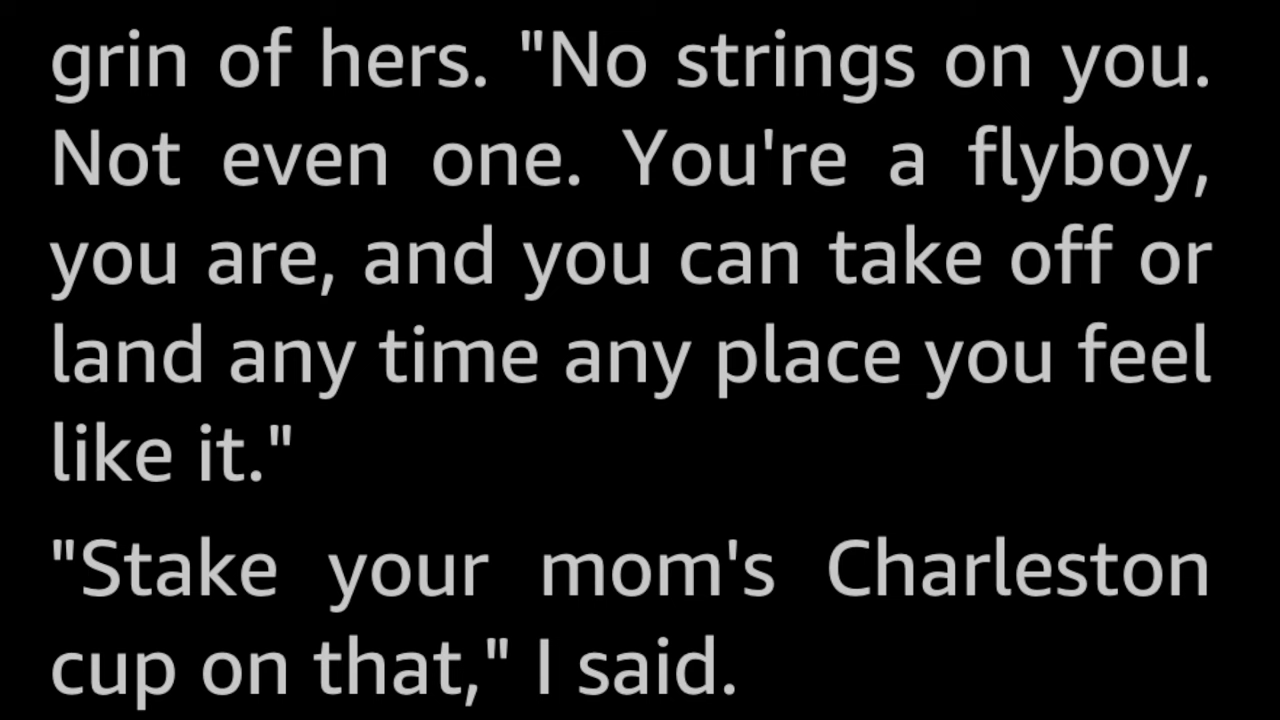 grin of hers. "No strings on you.
Not even one. You're a flyboy,
you are, and you can take off or
land any time any place you feel
like it."
"Stake your mom's Charleston
cup on that," I said.